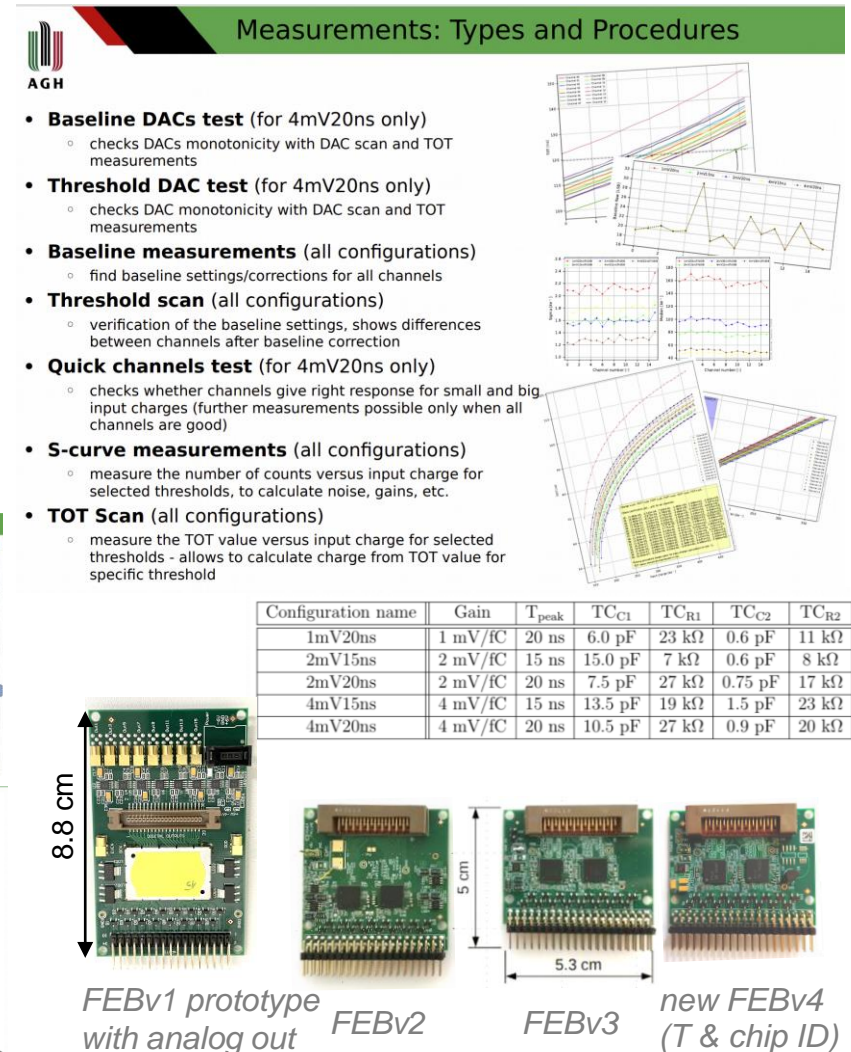 Measurements: Types and Procedures
AGH
• Baseline DACs test (for 4mV20ns only)
◦ checks DACs monotonicity with DAC scan and TOT
measurements
• Threshold DAC test (for 4mV20ns only)
◦ checks DAC monotonicity with DAC scan and TOT
measurements
• Baseline measurements (all configurations)
◦ find baseline settings/corrections for all channels
• Threshold scan (all configurations)
◦ verification of the baseline settings, shows differences
between channels after baseline correction
• Quick channels test (for 4mV20ns only)
◦ checks whether channels give right response for small and big
input charges (further measurements possible only when all
channels are good)
• S-curve measurements (all configurations)
◦ measure the number of counts versus input charge for
selected thresholds, to calculate noise, gains, etc.
• TOT Scan (all configurations)
◦ measure the TOT value versus input charge for selected
thresholds - allows to calculate charge from TOT value for
specific threshold
Channel number [-]
Channel number [-]
Configuration name Gain Tpeak TCC1 TCR1 TCC2 TCR2
1mV20ns 1 mV/fC 20 ns 6.0 pF 23 kΩ 0.6 pF 11 kΩ
2mV15ns 2 mV/fC 15 ns 15.0 pF 7 kΩ 0.6 pF 8 kΩ
2mV20ns 2 mV/fC 20 ns 7.5 pF 27 kΩ 0.75 pF 17 kΩ
4mV15ns 4 mV/fC 15 ns 13.5 pF 19 kΩ 1.5 pF 23 kΩ
4mV20ns 4 mV/fC 20 ns 10.5 pF 27 kΩ 0.9 pF 20 kΩ
8.8 cm
5 cm
5.3 cm
FEBv1 prototype
with analog out
FEBv2
FEBv3
new FEBv4
(T & chip ID)